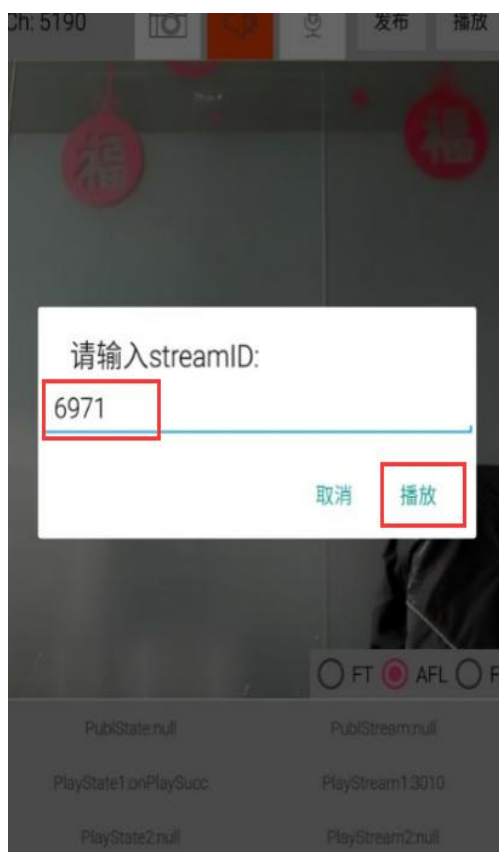 Ch: 5190 发布 播放
福 福
请输入streamID:
6971
取消 播放
FT AFL F
PublState:null PublStream:null
PlayState1:onPlaySucc PlayStream1:3010
PlayState2:null PlayStream2:null